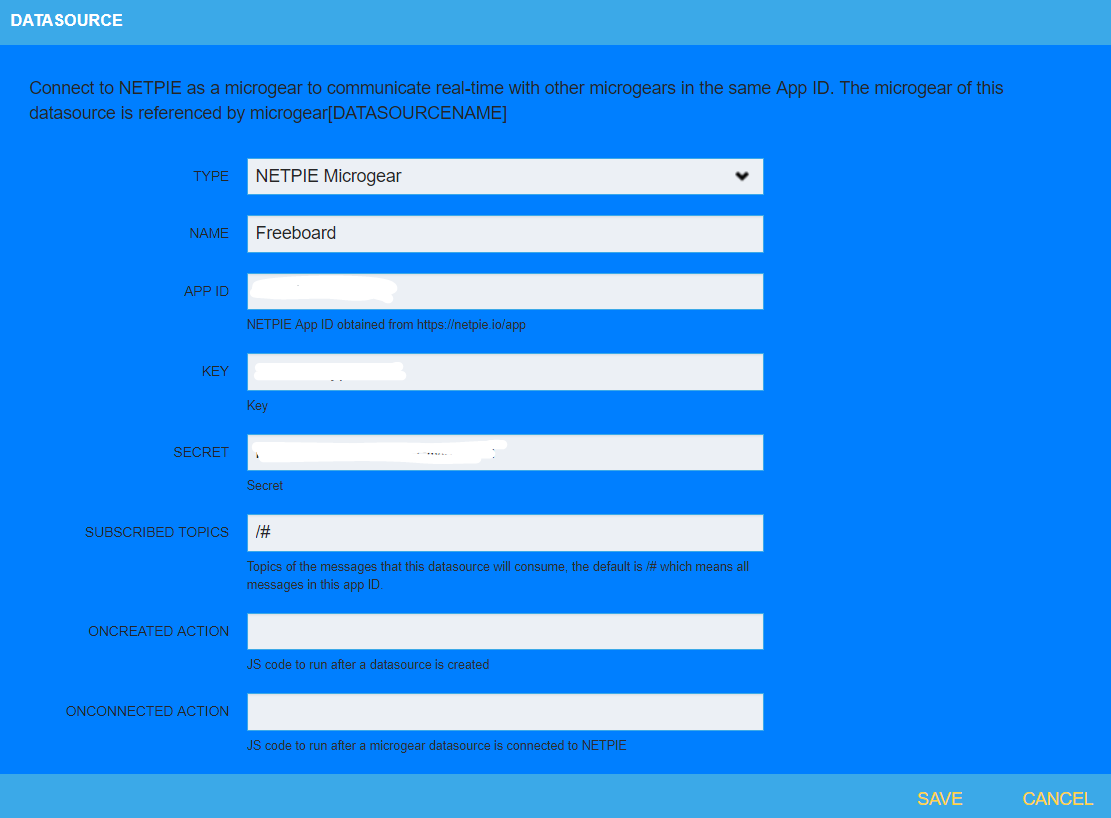 DATASOURCE
Connect to NETPIE as a microgear to communicate real-time with other microgears in the same App ID. The microgear of this
datasource is referenced by microgear[DATASOURCENAME]
TYPE NETPIE Microgear
NAME Freeboard
APP ID
NETPIE App ID obtained from https://netpie.io/app
KEY
Key
SECRET
Secret
SUBSCRIBED TOPICS /#
Topics of the messages that this datasource will consume, the default is /# which means all
messages in this app ID.
ONCREATED ACTION
JS code to run after a datasource is created
ONCONNECTED ACTION
JS code to run after a microgear datasource is connected to NETPIE
SAVE CANCEL